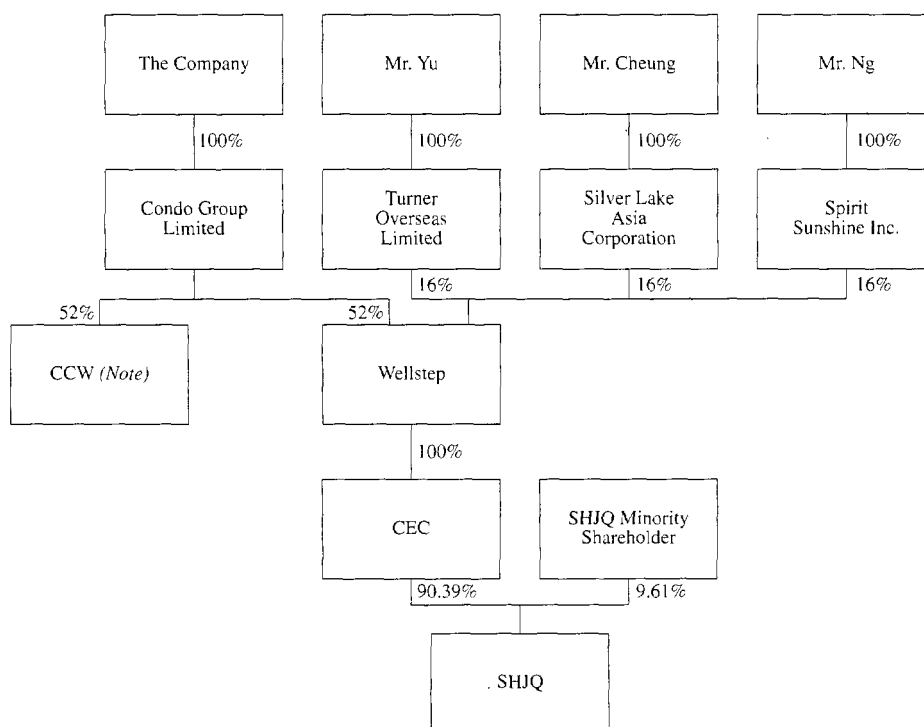 The Company
Mr. Yu
Mr. Cheung
Mr. Ng
100%
100%
100%
100%
Condo Group
Limited
Turner
Overseas
Limited
Silver Lake
Asia
Corporation
Spirit
Sunshine Inc.
16%
16%
16%
52%
52%
CCW (Note)
Wellstep
100%
CEC
SHJQ Minority
Shareholder
90.39%
9.61%
SHJQ